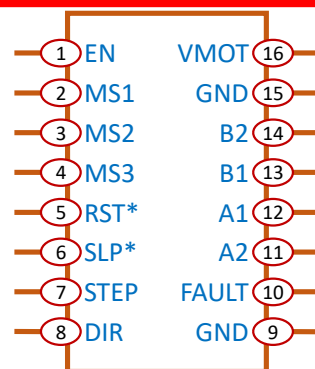 1 EN VMOT 16
2 MS1 GND 15
3 MS2 B2 14
4 MS3 B1 13
5 RST* A1 12
6 SLP* A2 11
7 STEP FAULT 10
8 DIR GND 9